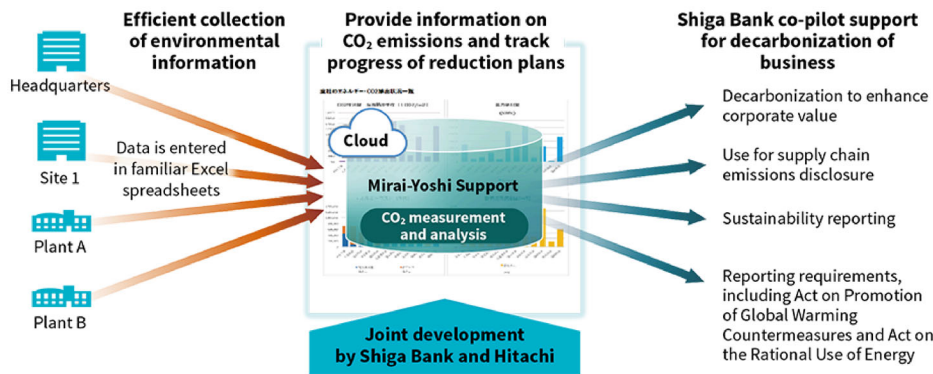 Efficient collection
of environmental
information
Headquarters
Site 1
Plant A
Plant B
Data is entered
in familiar Excel
spreadsheets
Provide information on
CO₂ emissions and track
progress of reduction plans
Cloud
Mirai-Yoshi Support
CO₂ measurement
and analysis
Joint development
by Shiga Bank and Hitachi
Shiga Bank co-pilot support
for decarbonization of
business
Decarbonization to enhance
corporate value
Use for supply chain
emissions disclosure
Sustainability reporting
Reporting requirements,
including Act on Promotion
of Global Warming
Countermeasures and Act on
the Rational Use of Energy